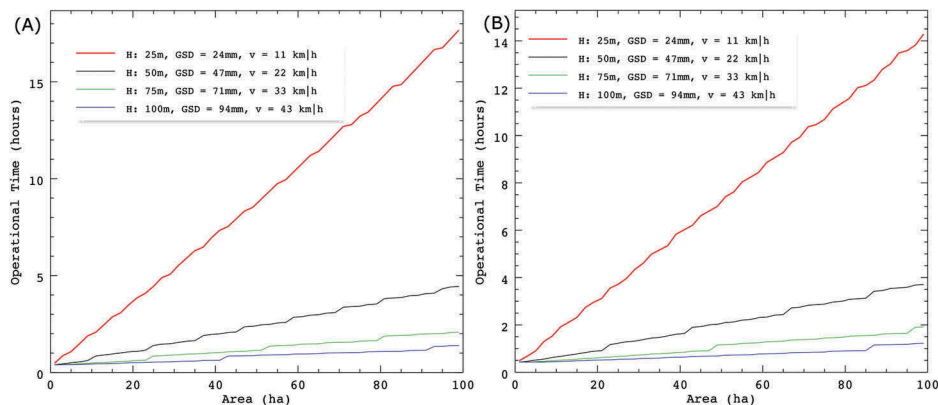 (A)
Operational Time (hours)
15
10
5
0
H: 25m, GSD = 24mm, v = 11 km|h
H: 50m, GSD = 47mm, v = 22 km|h
H: 75m, GSD = 71mm, v = 33 km|h
H: 100m, GSD = 94mm, v = 43 km|h
0 20 40 60 80 100
Area (ha)
(B)
Operational Time (hours)
14
12
10
8
6
4
2
0
H: 25m, GSD = 24mm, v = 11 km|h
H: 50m, GSD = 47mm, v = 22 km|h
H: 75m, GSD = 71mm, v = 33 km|h
H: 100m, GSD = 94mm, v = 43 km|h
0 20 40 60 80 100
Area (ha)